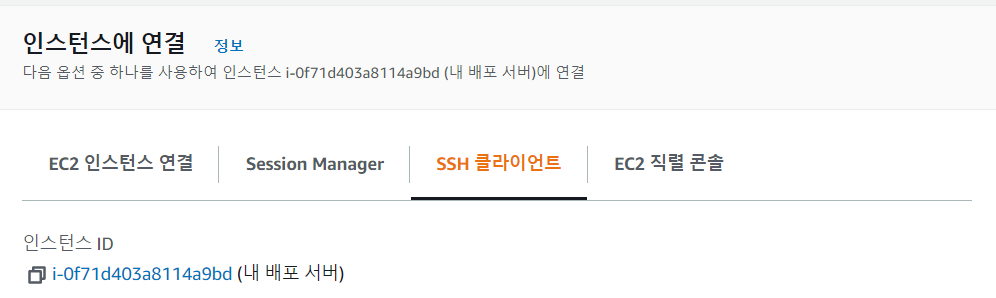 인스턴스에 연결 정보
다음 옵션 중 하나를 사용하여 인스턴스 i-0f71d403a8114a9bd (내 배포 서버)에 연결
EC2 인스턴스 연결 Session Manager SSH 클라이언트 EC2 직렬 콘솔
인스턴스 ID
i-0f71d403a8114a9bd (내 배포 서버)